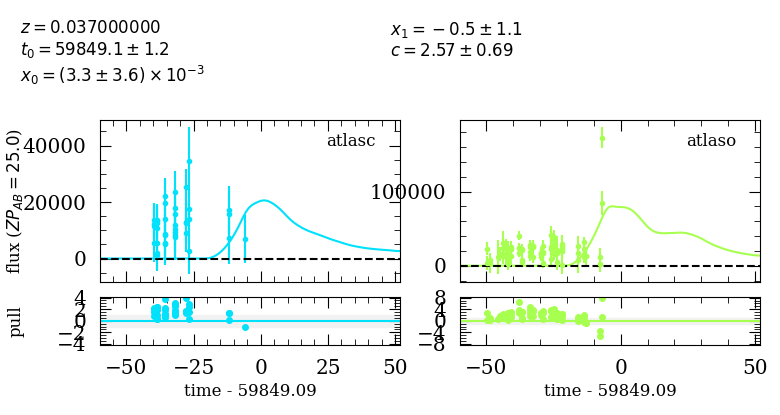 z = 0.037000000
t0 = 59849.1 ± 1.2
x0 = (3.3 ± 3.6) × 10^−3
x1 = −0.5 ± 1.1
c = 2.57 ± 0.69
atlasc
atlaso
flux (ZP_AB = 25.0)
40000
20000
0
100000
0
pull
4
2
0
−2
−4
8
4
0
−4
−8
−50 −25 0 25 50
−50 0 50
time - 59849.09
time - 59849.09